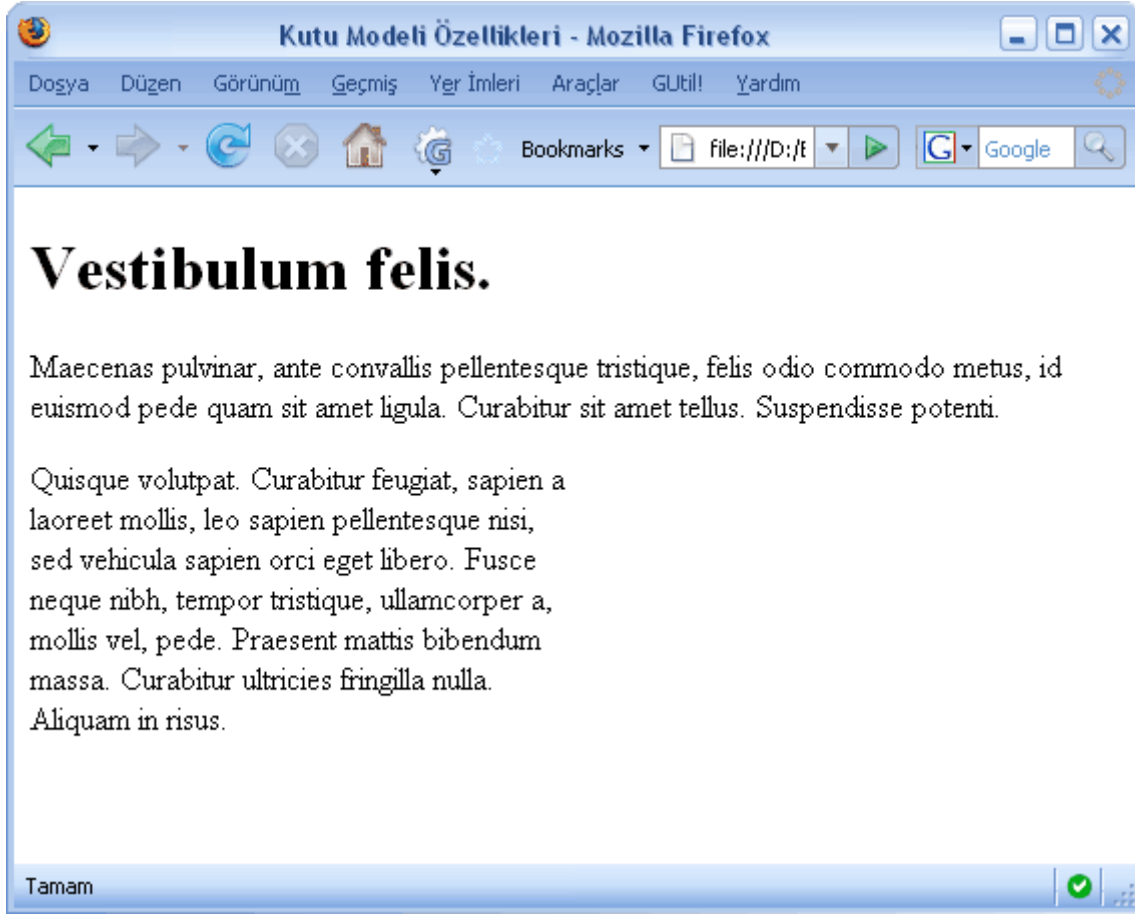 Kutu Modeli Özellikleri - Mozilla Firefox
Dosya Düzen Görünüm Geçmiş Yer İmleri Araçlar GUtil! Yardım
G Bookmarks file:///D:/E G Google
Vestibulum felis.
Maecenas pulvinar, ante convallis pellentesque tristique, felis odio commodo metus, id
euismod pede quam sit amet ligula. Curabitur sit amet tellus. Suspendisse potenti.
Quisque volutpat. Curabitur feugiat, sapien a
laoreet mollis, leo sapien pellentesque nisi,
sed vehicula sapien orci eget libero. Fusce
neque nibh, tempor tristique, ullamcorper a,
mollis vel, pede. Praesent mattis bibendum
massa. Curabitur ultricies fringilla nulla.
Aliquam in risus.
Tamam